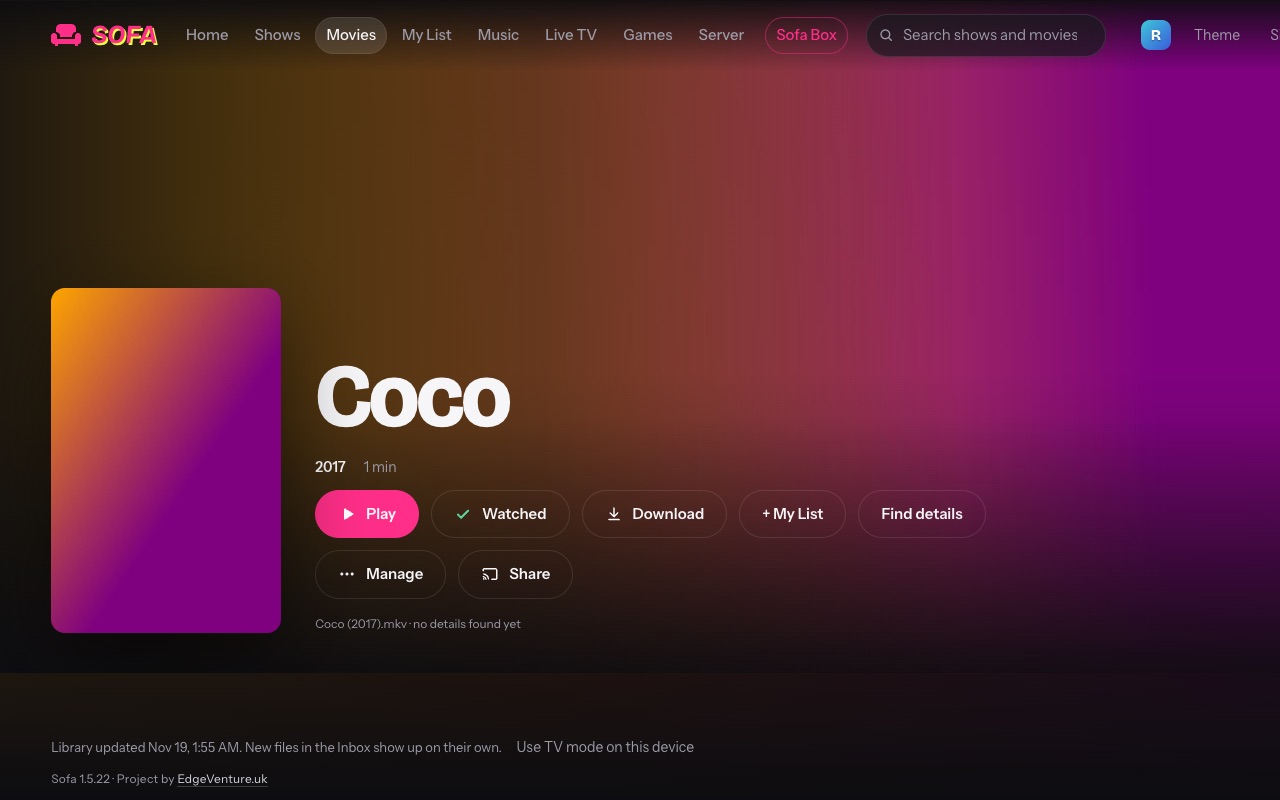 SOFA Home Shows Movies My List Music Live TV Games Server Sofa Box Search shows and movies R Theme
Coco
2017 1 min
Play Watched Download + My List Find details
Manage Share
Coco (2017).mkv · no details found yet
Library updated Nov 19, 1:55 AM. New files in the Inbox show up on their own. Use TV mode on this device
Sofa 1.5.22 · Project by EdgeVenture.uk